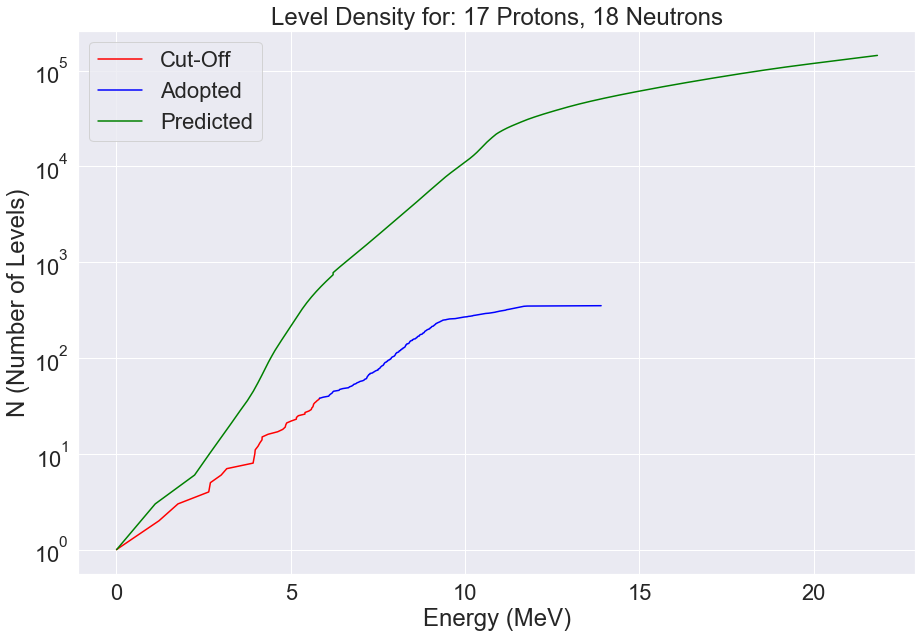 Level Density for: 17 Protons, 18 Neutrons
Cut-Off
Adopted
Predicted
N (Number of Levels)
10^5
10^4
10^3
10^2
10^1
10^0
0 5 10 15 20
Energy (MeV)